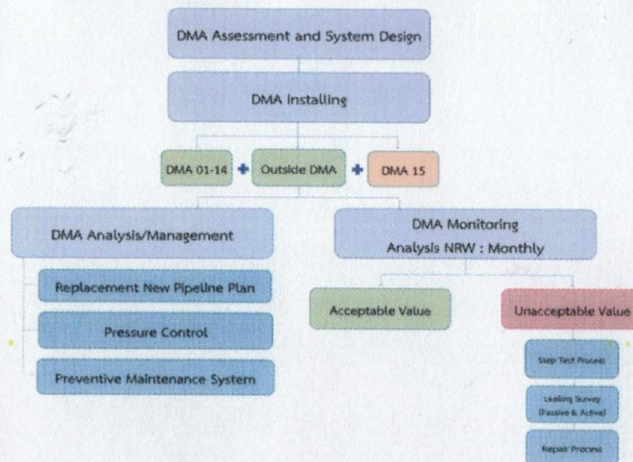 DMA Assessment and System Design
DMA Installing
DMA 01-14 + Outside DMA + DMA 15
DMA Analysis/Management
Replacement New Pipeline Plan
Pressure Control
Preventive Maintenance System
DMA Monitoring
Analysis NRW : Monthly
Acceptable Value
Unacceptable Value
Step Test Process
Leaking Survey
(Passive & Active)
Repair Process